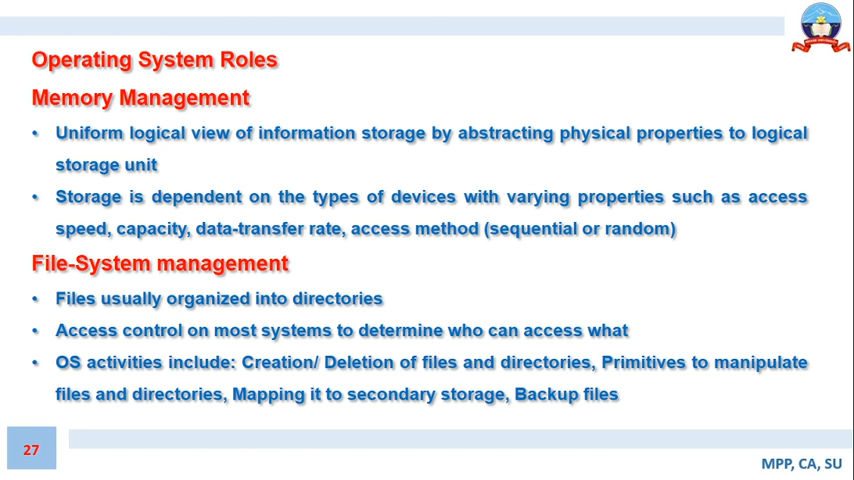 Operating System Roles
Memory Management
• Uniform logical view of information storage by abstracting physical properties to logical
storage unit
• Storage is dependent on the types of devices with varying properties such as access
speed, capacity, data-transfer rate, access method (sequential or random)
File-System management
• Files usually organized into directories
• Access control on most systems to determine who can access what
• OS activities include: Creation/ Deletion of files and directories, Primitives to manipulate
files and directories, Mapping it to secondary storage, Backup files
27
MPP, CA, SU